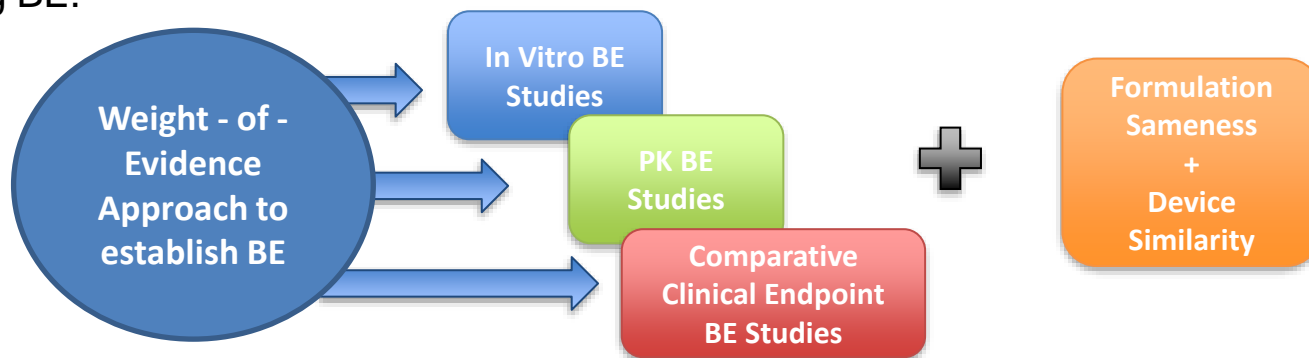 g BE:
Weight - of -
Evidence
Approach to
establish BE
In Vitro BE
Studies
PK BE
Studies
Comparative
Clinical Endpoint
BE Studies
Formulation
Sameness
+
Device
Similarity